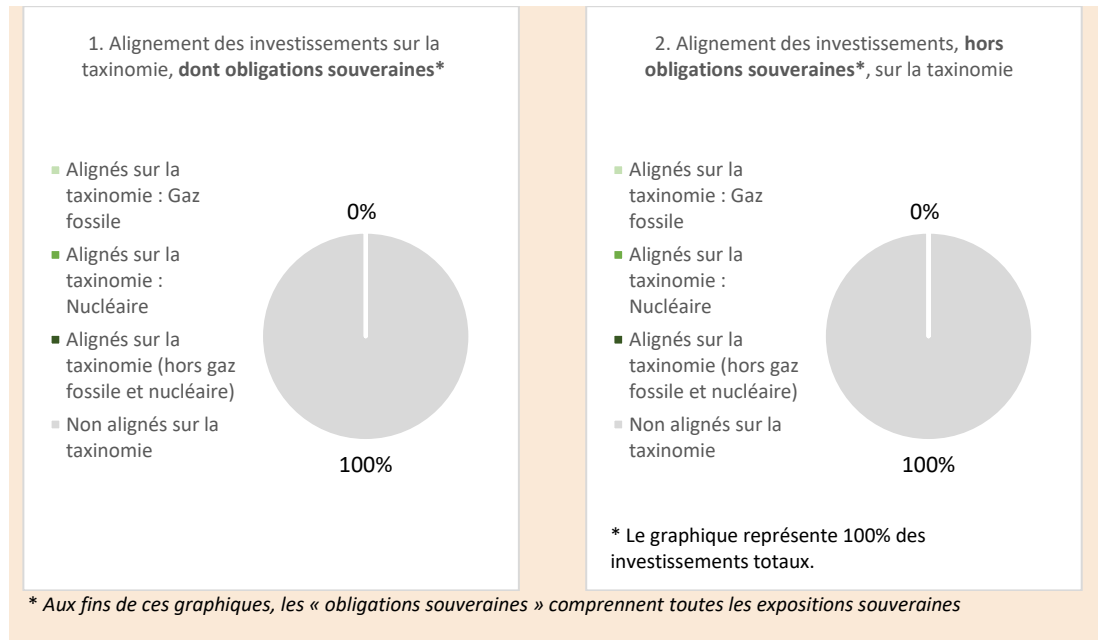 1. Alignement des investissements sur la
taxinomie, dont obligations souveraines*
Alignés sur la
taxinomie : Gaz
fossile
Alignés sur la
taxinomie :
Nucléaire
Alignés sur la
taxinomie (hors gaz
fossile et nucléaire)
Non alignés sur la
taxinomie
0%
100%
2. Alignement des investissements, hors
obligations souveraines*, sur la taxinomie
Alignés sur la
taxinomie : Gaz
fossile
Alignés sur la
taxinomie :
Nucléaire
Alignés sur la
taxinomie (hors gaz
fossile et nucléaire)
Non alignés sur la
taxinomie
0%
100%
* Le graphique représente 100% des
investissements totaux.
* Aux fins de ces graphiques, les « obligations souveraines » comprennent toutes les expositions souveraines